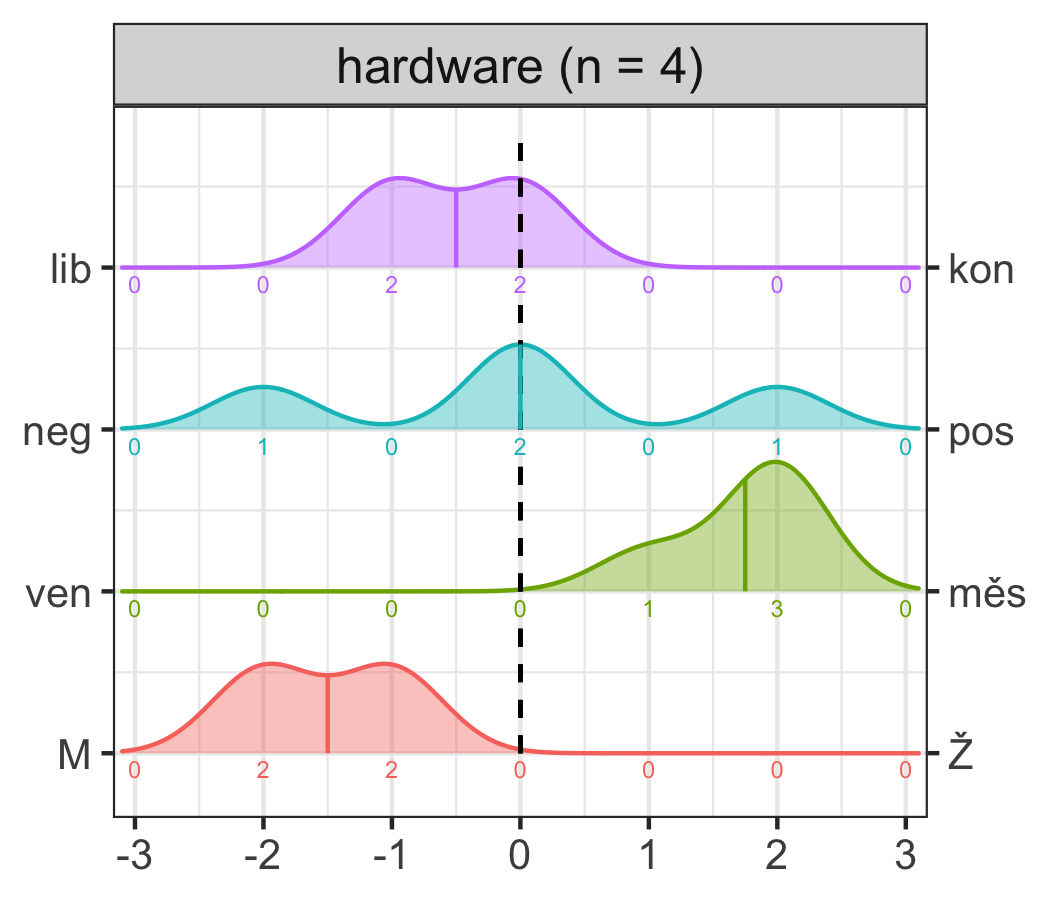 hardware (n = 4)
lib kon
0 0 2 2 0 0 0
neg pos
0 1 0 2 0 1 0
ven měs
0 0 0 0 1 3 0
M Ž
0 2 2 0 0 0 0
-3 -2 -1 0 1 2 3